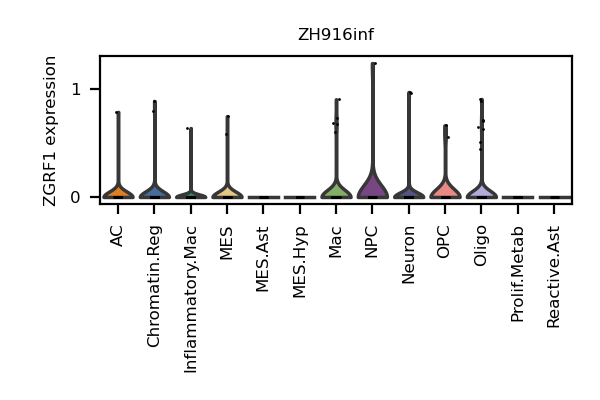 ZH916inf
ZGRF1 expression
1
0
AC
Chromatin.Reg
Inflammatory.Mac
MES
MES.Ast
MES.Hyp
Mac
NPC
Neuron
OPC
Oligo
Prolif.Metab
Reactive.Ast